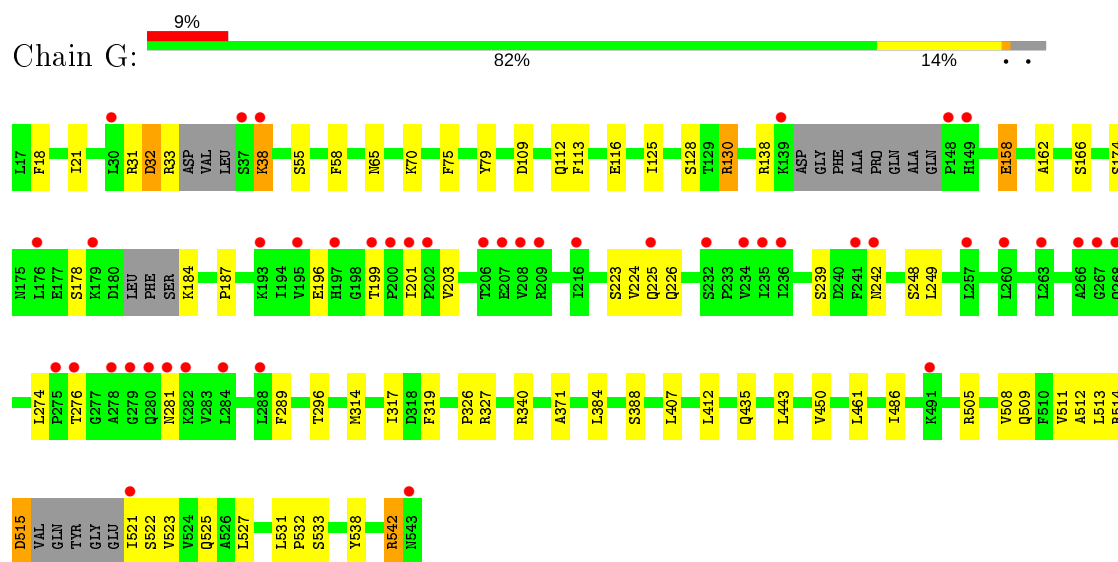 9%
Chain G:
82% 14% • •
L17 F18 I21 L30 R31 D32 R33 ASP VAL LEU S37 K38 S55 F58 N65 K70 F75 Y79 D109 Q112 F113 E116 I125 S128 T129 R130 R138 K139 ASP GLY PHE ALA PRO GLN ALA GLN P148 H149 E158 A162 S166 S174
N175 L176 E177 S178 K179 D180 LEU PHE SER K184 P187 K193 I194 V195 E196 H197 G198 T199 P200 I201 P202 V203 T206 E207 V208 R209 I216 S223 V224 Q225 Q226 S232 P233 V234 I235 I236 S239 D240 F241 N242 S248 L249 L257 L260 L263 A266 G267
L274 P275 T276 G277 A278 G279 Q280 N281 K282 V283 L284 L288 F289 T296 M314 I317 D318 F319 P326 R327 R340 A371 L384 S388 L407 L412 Q435 L443 V450 L461 I486 K491 R505 V508 Q509 F510 V511 A512 L513
D515 VAL GLN TYR GLY GLU I521 S522 V523 V524 Q525 A526 L527 L531 P532 S533 Y538 R542 N543